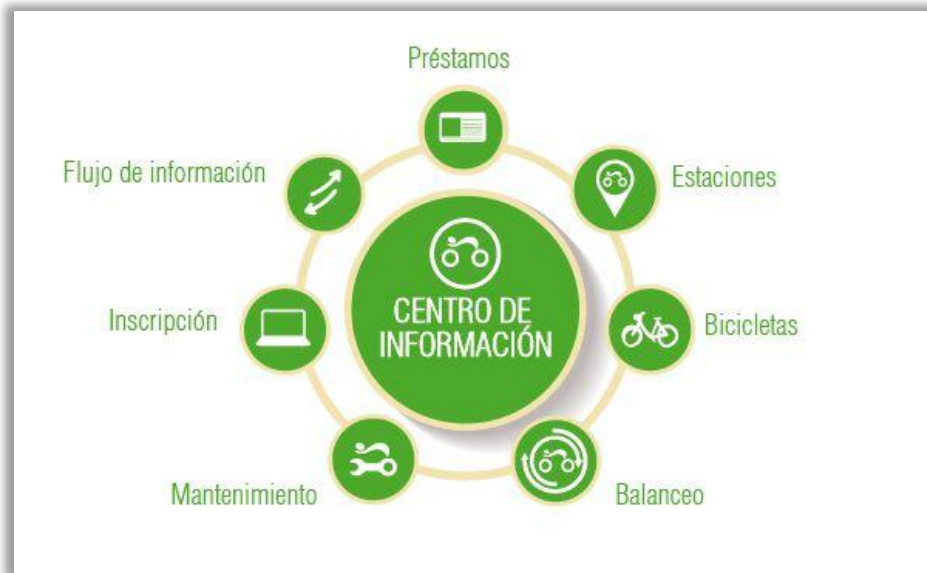 Préstamos
Flujo de información
Estaciones
CENTRO DE
INFORMACIÓN
Inscripción
Bicicletas
Mantenimiento
Balanceo